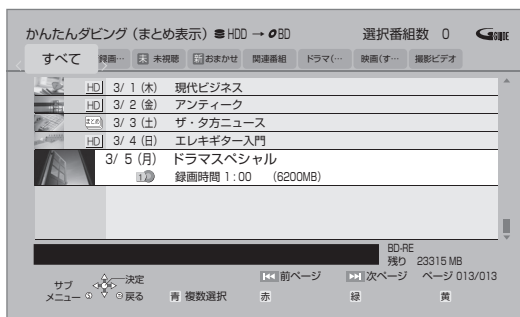 かんたんダビング(まとめ表示) HDD → BD 選択番組数 0 GGUIDE
すべて 録画… 未 未視聴 新 おまかせ 関連番組 ドラマ(… 映画(す… 撮影ビデオ
HD 3/ 1 (木) 現代ビジネス
HD 3/ 2 (金) アンティーク
まとめ 3/ 3 (土) ザ・夕方ニュース
HD 3/ 4 (日) エレキギター入門
3/ 5 (月) ドラマスペシャル
1 録画時間 1:00 (6200MB)
BD-RE
残り 23315 MB
前ページ 次ページ ページ 013/013
サブ
メニュー S 決定
戻る 青 複数選択 赤 緑 黄